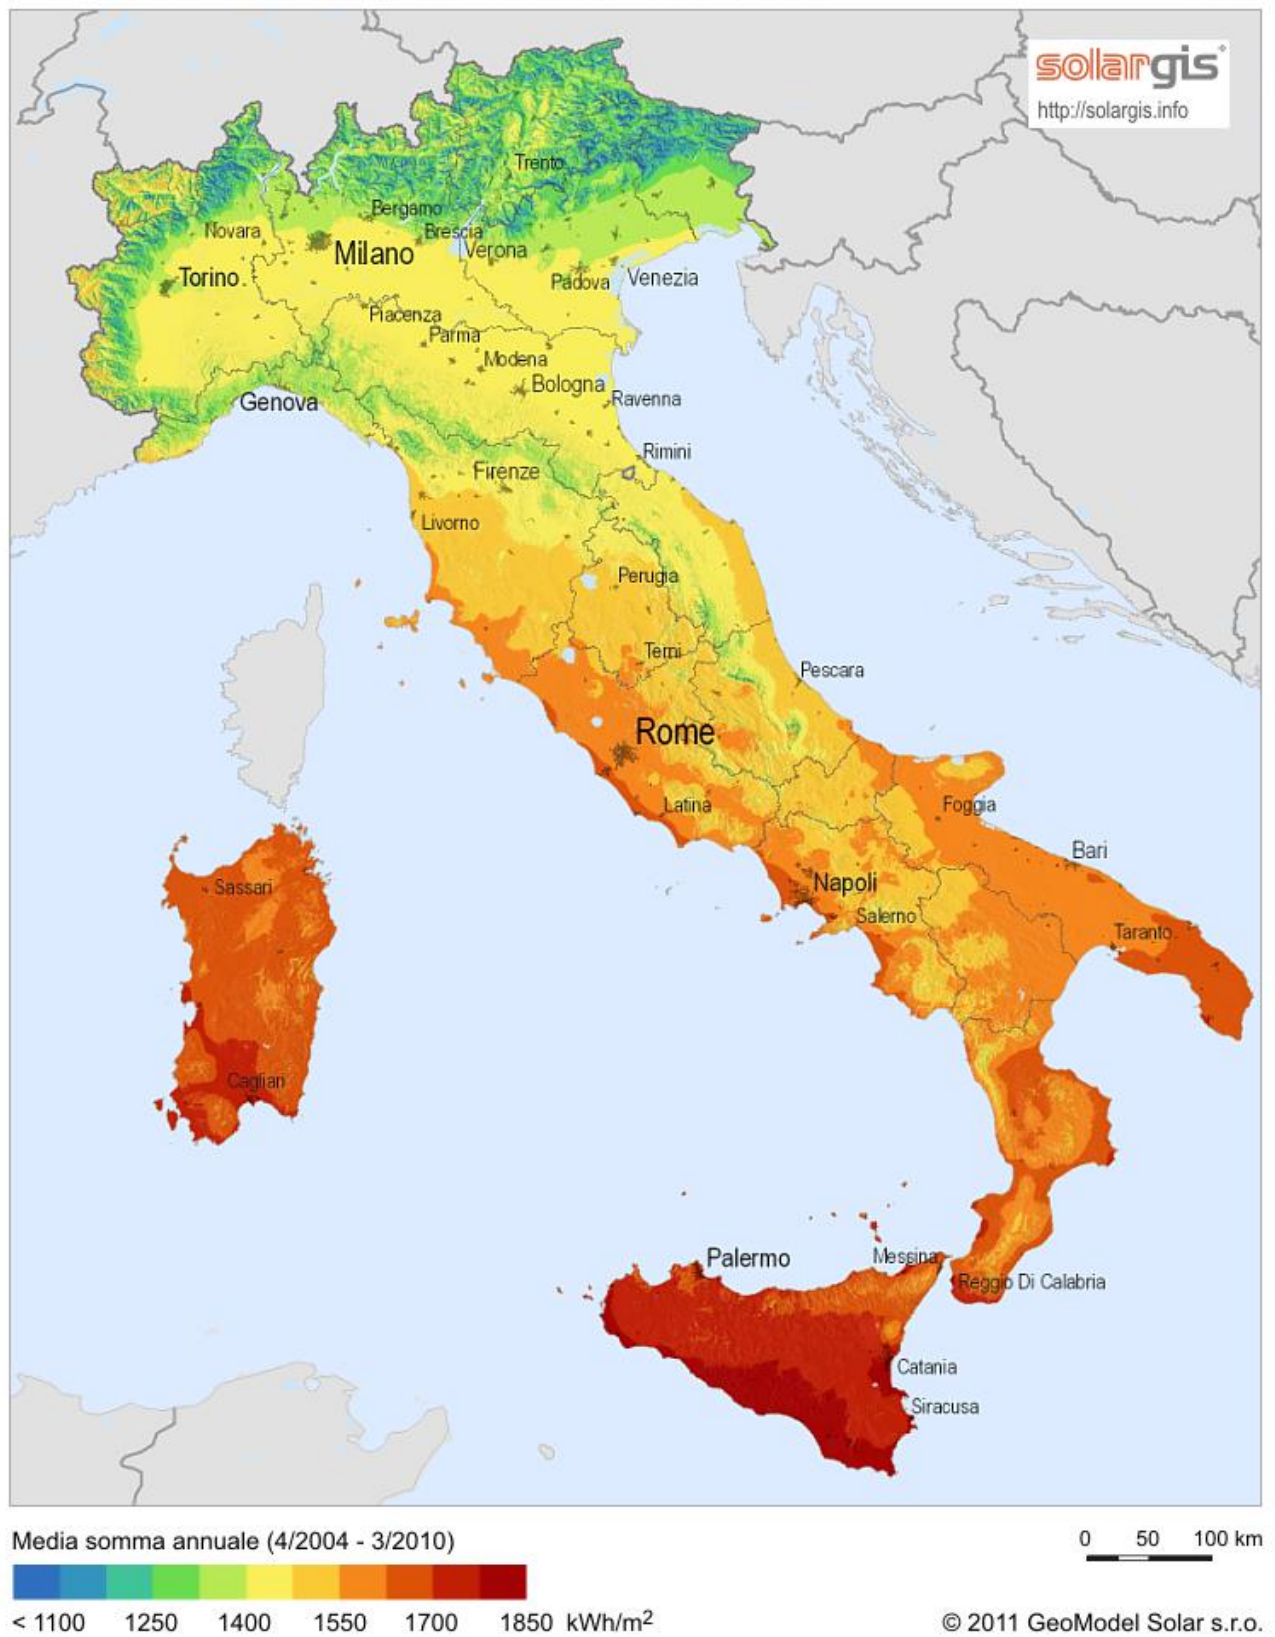 solargis
http://solargis.info
Trento
Bergamo
Novara
Brescia
Milano
Verona
Torino
Padova
Venezia
Piacenza
Parma
Modena
Bologna
Genova
Ravenna
Rimini
Firenze
Livorno
Perugia
Terni
Pescara
Rome
Latina
Foggia
Bari
Napoli
Sassari
Salerno
Taranto
Cagliari
Palermo
Messina
Reggio Di Calabria
Catania
Siracusa
Media somma annuale (4/2004 - 3/2010)
0 50 100 km
< 1100 1250 1400 1550 1700 1850 kWh/m2
© 2011 GeoModel Solar s.r.o.